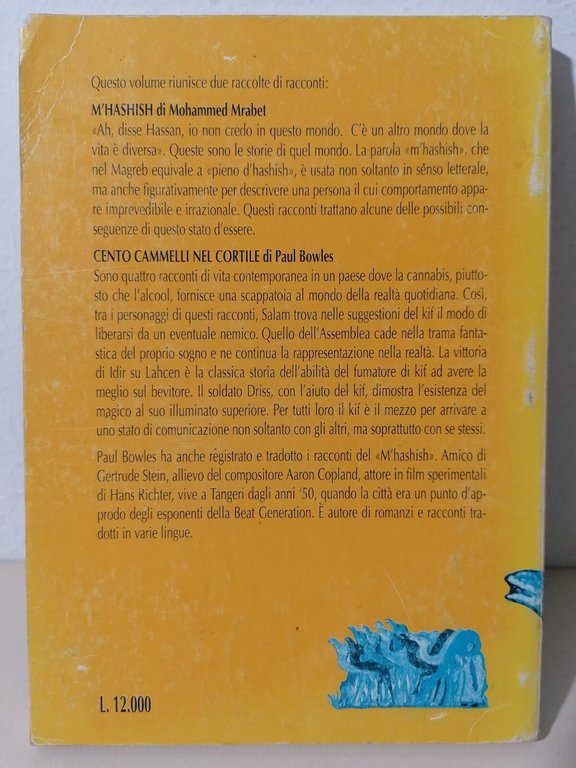 Questo volume riunisce due raccolte di racconti:
M'HASHISH di Mohammed Mrabet
«Ah, disse Hassan, io non credo in questo mondo. C'è un altro mondo dove la
vita è diversa». Queste sono le storie di quel mondo. La parola «m'hashish», che
nel Magreb equivale a «pieno d'hashish», è usata non soltanto in senso letterale,
ma anche figurativamente per descrivere una persona il cui comportamento appa-
re imprevedibile e irrazionale. Questi racconti trattano alcune delle possibili con-
seguenze di questo stato d'essere.
CENTO CAMMELLI NEL CORTILE di Paul Bowles
Sono quattro racconti di vita contemporanea in un paese dove la cannabis, piutto-
sto che l'alcool, fornisce una scappatoia al mondo della realtà quotidiana. Così,
tra i personaggi di questi racconti, Salam trova nelle suggestioni del kif il modo di
liberarsi da un eventuale nemico. Quello dell'Assemblea cade nella trama fanta-
stica del proprio sogno e ne continua la rappresentazione nella realtà. La vittoria
di Idir su Lahcen è la classica storia dell'abilità del fumatore di kif ad avere la
meglio sul bevitore. Il soldato Driss, con l'aiuto del kif, dimostra l'esistenza del
magico al suo illuminato superiore. Per tutti loro il kif è il mezzo per arrivare a
uno stato di comunicazione non soltanto con gli altri, ma soprattutto con se stessi.
Paul Bowles ha anche registrato e tradotto i racconti del «M'hashish». Amico di
Gertrude Stein, allievo del compositore Aaron Copland, attore in film sperimentali
di Hans Richter, vive a Tangeri dagli anni '50, quando la città era un punto d'ap-
prodo degli esponenti della Beat Generation. È autore di romanzi e racconti tra-
dotti in varie lingue.
L. 12.000